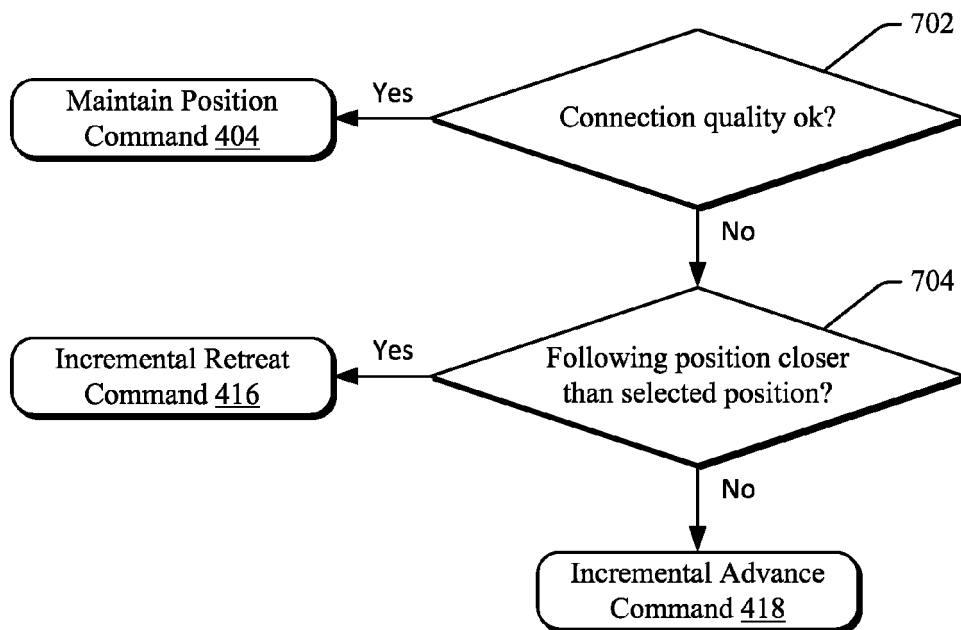 702
Connection quality ok?
Yes
Maintain Position
Command 404
No
704
Following position closer
than selected position?
Yes
Incremental Retreat
Command 416
No
Incremental Advance
Command 418